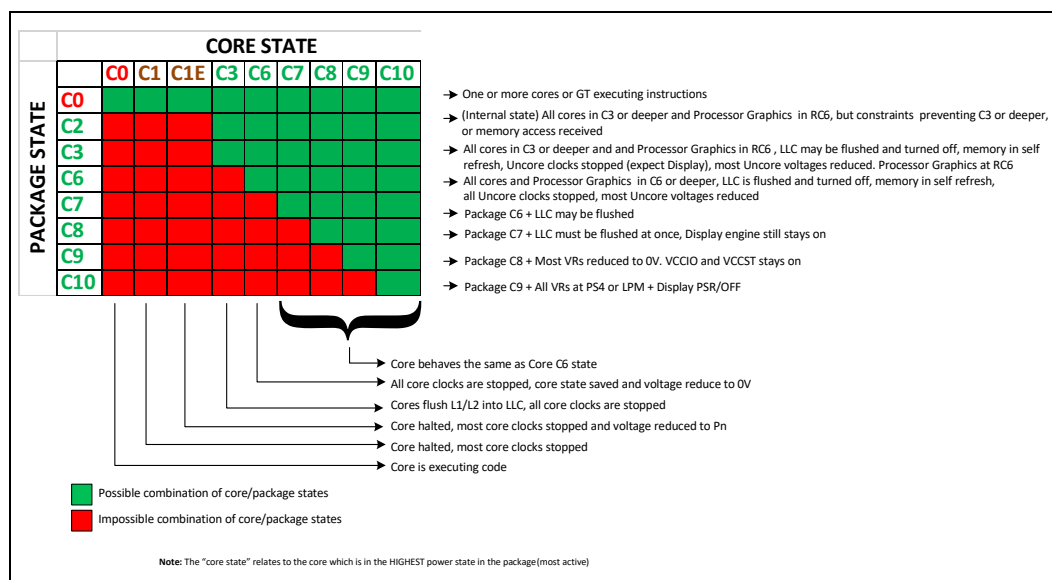 CORE STATE
C0 C1 C1E C3 C6 C7 C8 C9 C10
PACKAGE STATE
C0
C2
C3
C6
C7
C8
C9
C10
One or more cores or GT executing instructions
(Internal state) All cores in C3 or deeper and Processor Graphics in RC6, but constraints preventing C3 or deeper,
or memory access received
All cores in C3 or deeper and and Processor Graphics in RC6 , LLC may be flushed and turned off, memory in self
refresh, Uncore clocks stopped (expect Display), most Uncore voltages reduced. Processor Graphics at RC6
All cores and Processor Graphics in C6 or deeper, LLC is flushed and turned off, memory in self refresh,
all Uncore clocks stopped, most Uncore voltages reduced
Package C6 + LLC may be flushed
Package C7 + LLC must be flushed at once, Display engine still stays on
Package C8 + Most VRs reduced to 0V. VCCIO and VCCST stays on
Package C9 + All VRs at PS4 or LPM + Display PSR/OFF
Core behaves the same as Core C6 state
All core clocks are stopped, core state saved and voltage reduce to 0V
Cores flush L1/L2 into LLC, all core clocks are stopped
Core halted, most core clocks stopped and voltage reduced to Pn
Core halted, most core clocks stopped
Core is executing code
Possible combination of core/package states
Impossible combination of core/package states
Note: The "core state" relates to the core which is in the HIGHEST power state in the package (most active)